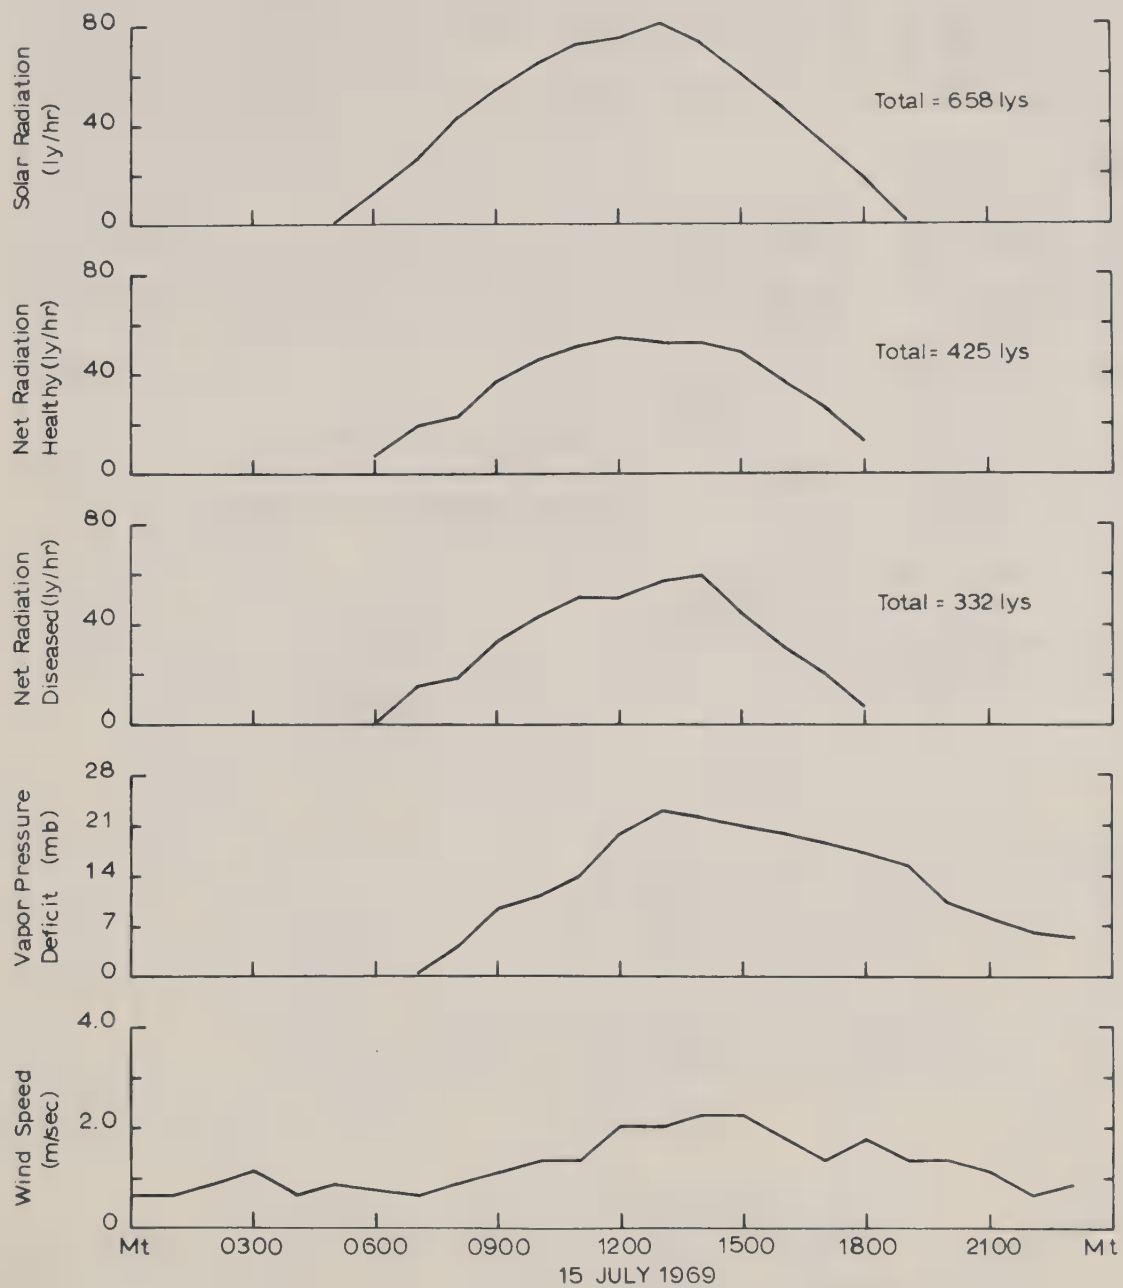 Solar Radiation
(ly/hr)
80
40
0
Total = 658 lys
Net Radiation
Healthy (ly/hr)
80
40
0
Total = 425 lys
Net Radiation
Diseased (ly/hr)
80
40
0
Total = 332 lys
Vapor Pressure
Deficit (mb)
28
21
14
7
0
Wind Speed
(m/sec)
4.0
2.0
0
Mt 0300 0600 0900 1200 1500 1800 2100 Mt
15 JULY 1969